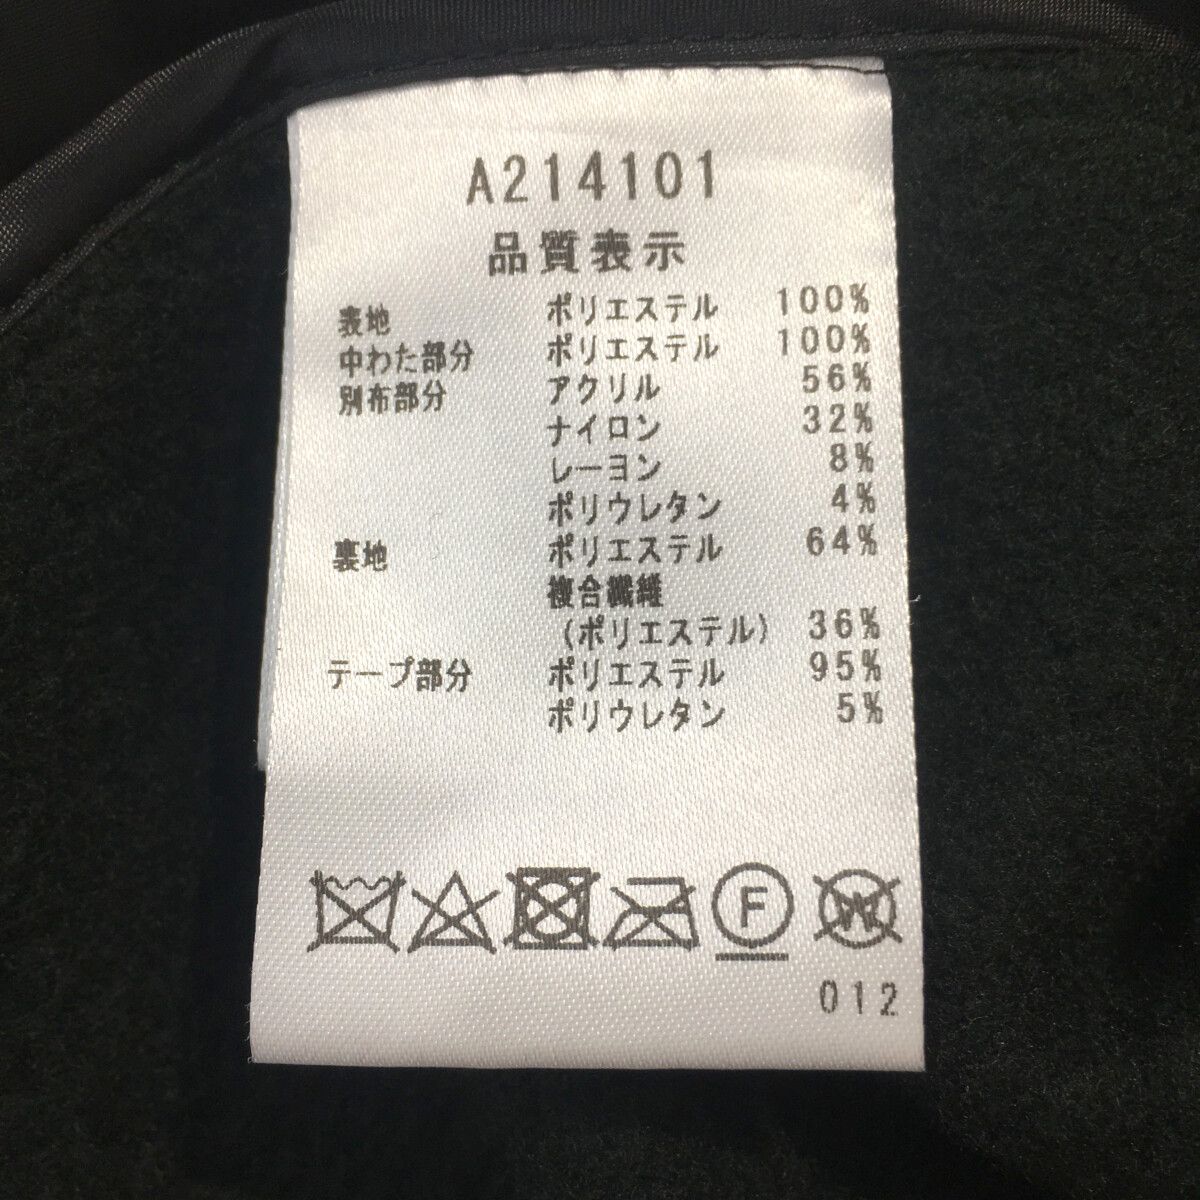 A214101
品質表示
表地 ポリエステル 100%
中わた部分 ポリエステル 100%
別布部分 アクリル 56%
ナイロン 32%
レーヨン 8%
ポリウレタン 4%
裏地 ポリエステル 64%
複合繊維
(ポリエステル) 36%
テープ部分 ポリエステル 95%
ポリウレタン 5%
F W
012